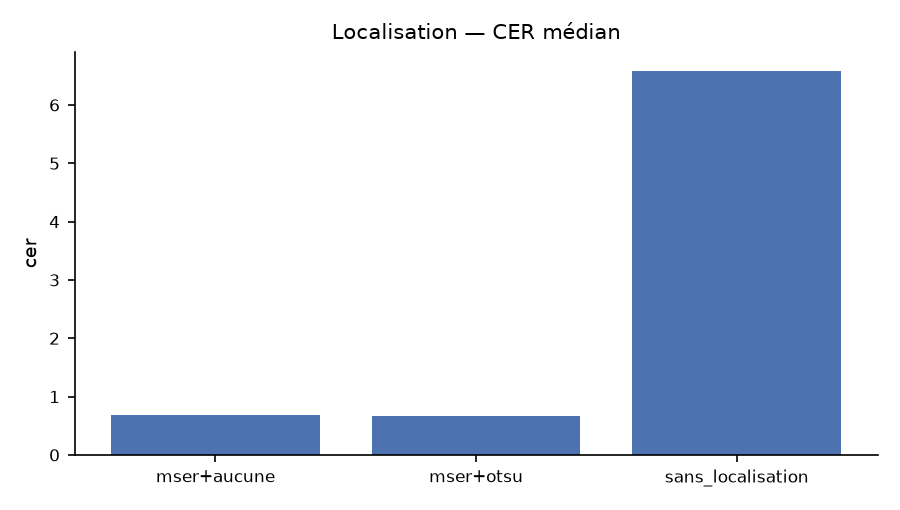 Localisation — CER médian
cer
6
5
4
3
2
1
0
mser+aucune
mser+otsu
sans_localisation